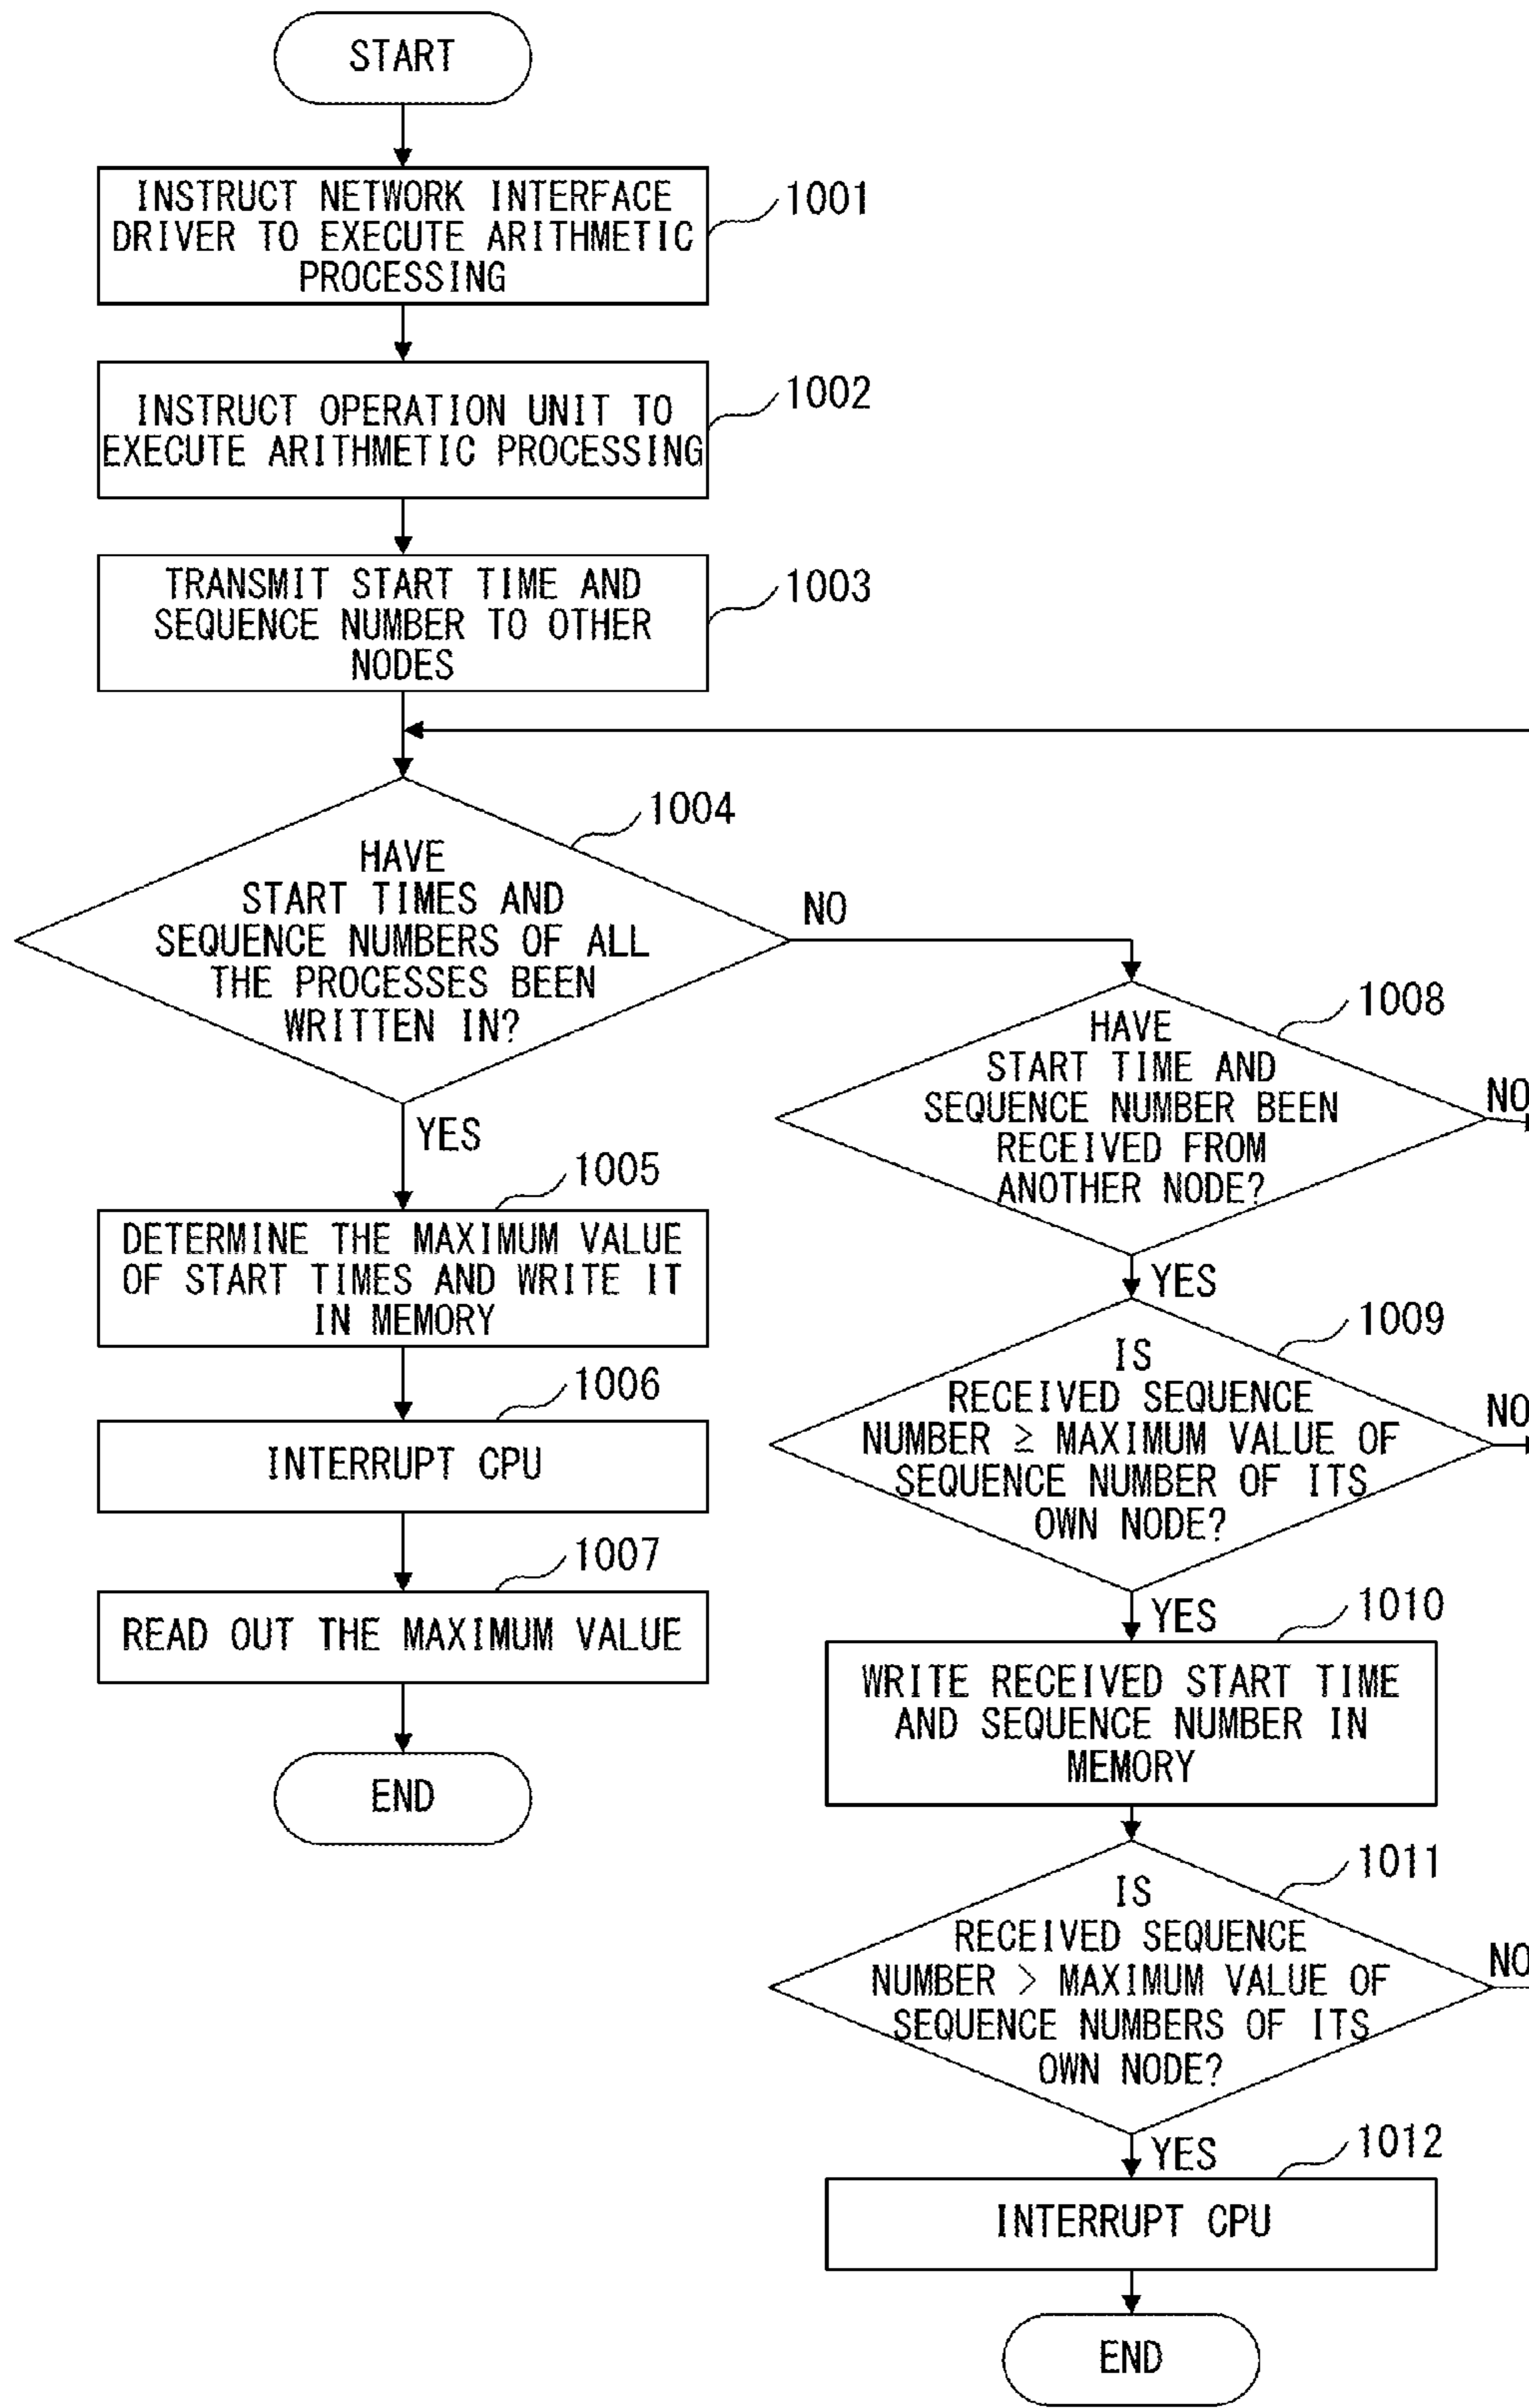 START
INSTRUCT NETWORK INTERFACE
DRIVER TO EXECUTE ARITHMETIC
PROCESSING
1001
INSTRUCT OPERATION UNIT TO
EXECUTE ARITHMETIC PROCESSING
1002
TRANSMIT START TIME AND
SEQUENCE NUMBER TO OTHER
NODES
1003
HAVE
START TIMES AND
SEQUENCE NUMBERS OF ALL
THE PROCESSES BEEN
WRITTEN IN?
1004
NO
YES
DETERMINE THE MAXIMUM VALUE
OF START TIMES AND WRITE IT
IN MEMORY
1005
INTERRUPT CPU
1006
READ OUT THE MAXIMUM VALUE
1007
END
HAVE
START TIME AND
SEQUENCE NUMBER BEEN
RECEIVED FROM
ANOTHER NODE?
1008
NO
YES
IS
RECEIVED SEQUENCE
NUMBER ≥ MAXIMUM VALUE OF
SEQUENCE NUMBER OF ITS
OWN NODE?
1009
NO
YES
WRITE RECEIVED START TIME
AND SEQUENCE NUMBER IN
MEMORY
1010
IS
RECEIVED SEQUENCE
NUMBER > MAXIMUM VALUE OF
SEQUENCE NUMBERS OF ITS
OWN NODE?
1011
NO
YES
INTERRUPT CPU
1012
END